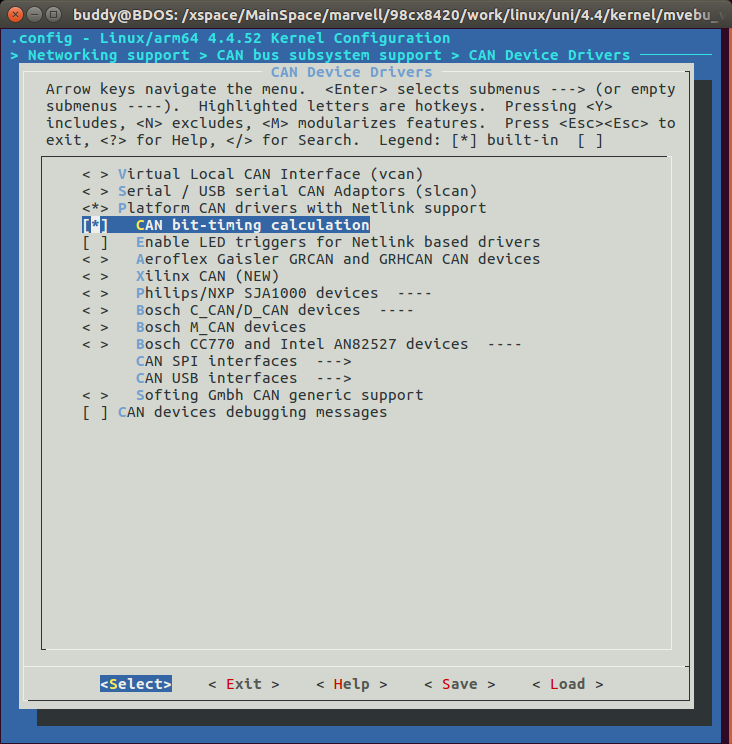 buddy@BDOS: /xspace/MainSpace/marvell/98cx8420/work/linux/uni/4.4/kernel/mvebu_
.config - Linux/arm64 4.4.52 Kernel Configuration
> Networking support > CAN bus subsystem support > CAN Device Drivers
CAN Device Drivers
Arrow keys navigate the menu.  <Enter> selects submenus ---> (or empty
submenus ----).  Highlighted letters are hotkeys.  Pressing <Y>
includes, <N> excludes, <M> modularizes features.  Press <Esc><Esc> to
exit, <?> for Help, </> for Search.  Legend: [*] built-in  [ ]
< > Virtual Local CAN Interface (vcan)
< > Serial / USB serial CAN Adaptors (slcan)
<*> Platform CAN drivers with Netlink support
[*]   CAN bit-timing calculation
[ ]   Enable LED triggers for Netlink based drivers
< >   Aeroflex Gaisler GRCAN and GRHCAN CAN devices
< >   Xilinx CAN (NEW)
< >   Philips/NXP SJA1000 devices  ----
< >   Bosch C_CAN/D_CAN devices  ----
< >   Bosch M_CAN devices
< >   Bosch CC770 and Intel AN82527 devices  ----
CAN SPI interfaces  --->
CAN USB interfaces  --->
< >   Softing Gmbh CAN generic support
[ ] CAN devices debugging messages
<Select>    < Exit >    < Help >    < Save >    < Load >